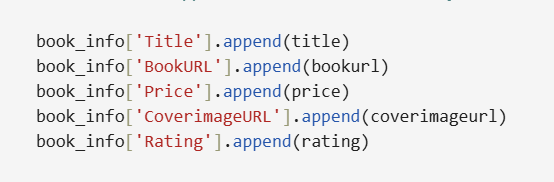 book_info['Title'].append(title)
book_info['BookURL'].append(bookurl)
book_info['Price'].append(price)
book_info['CoverimageURL'].append(coverimageurl)
book_info['Rating'].append(rating)